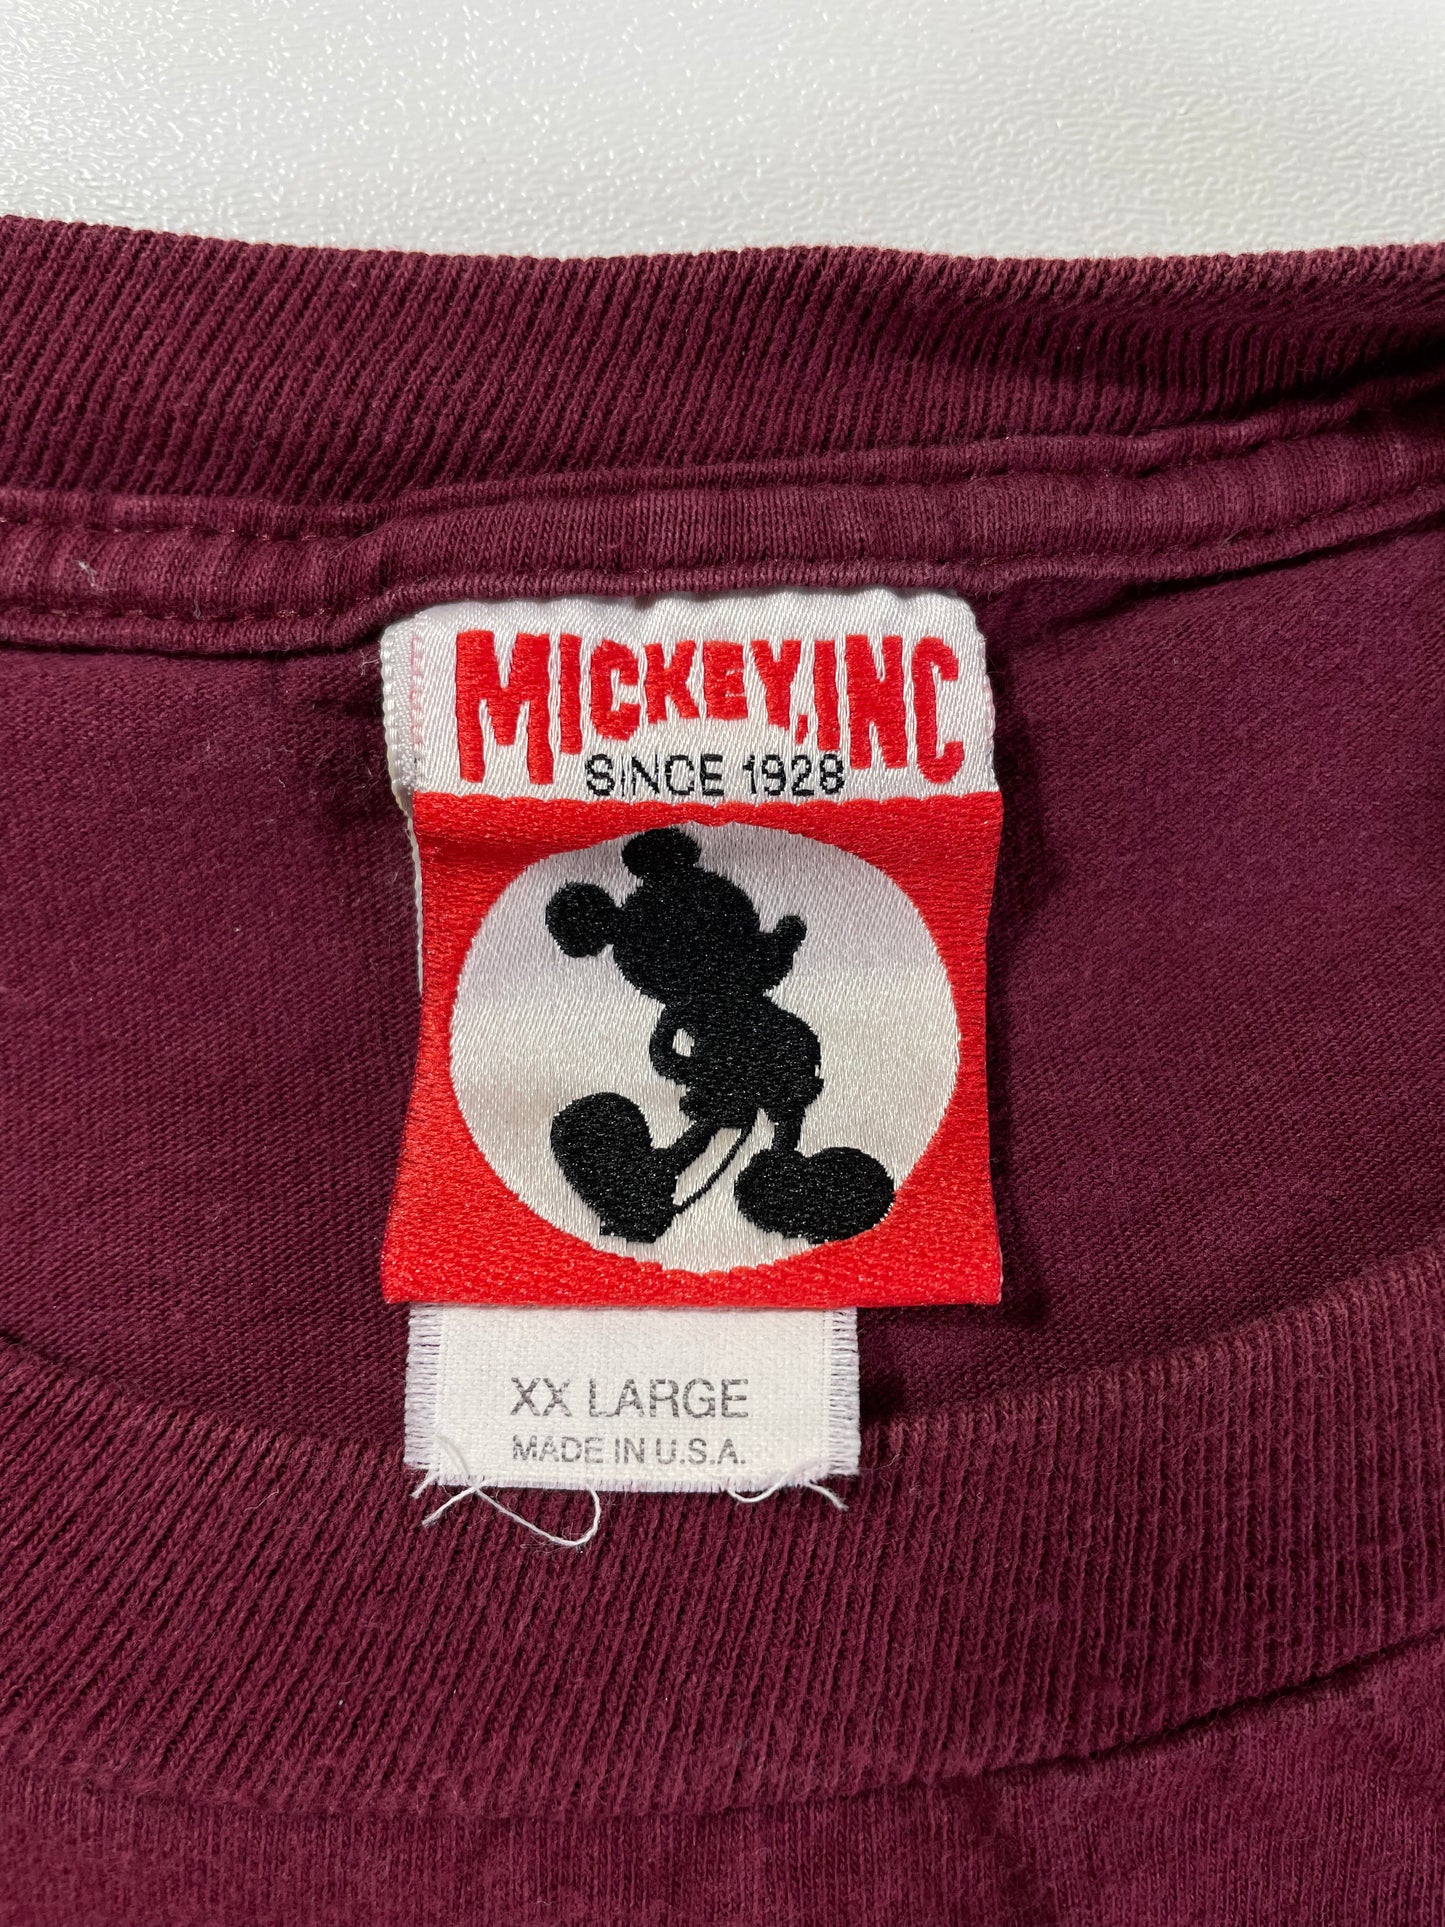 MICKEY, INC
SINCE 1928
XX LARGE
MADE IN U.S.A.